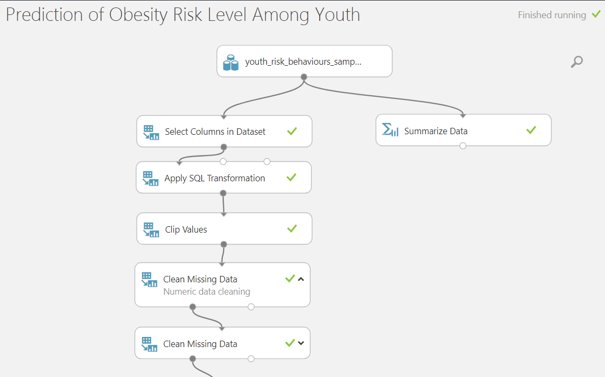 Prediction of Obesity Risk Level Among Youth
Finished running
youth_risk_behaviours_samp...
Select Columns in Dataset
Summarize Data
Apply SQL Transformation
Clip Values
Clean Missing Data
Numeric data cleaning
Clean Missing Data